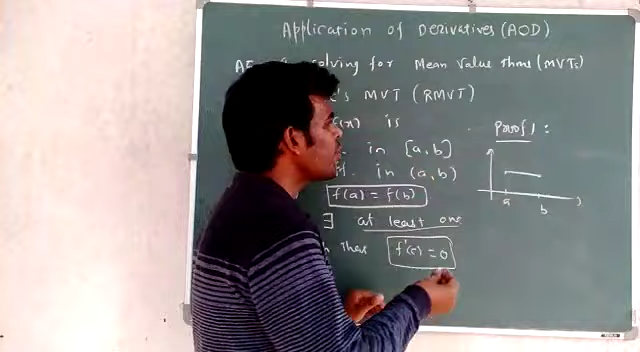 Application of Derivatives (AOD)
solving for Mean Value Thms (MVTs)
's MVT (RMVT)
f(x) is
in [a,b]
in (a,b)
f(a) = f(b)
∃ at least one
that f'(c) = 0
Proof 1:
a
b